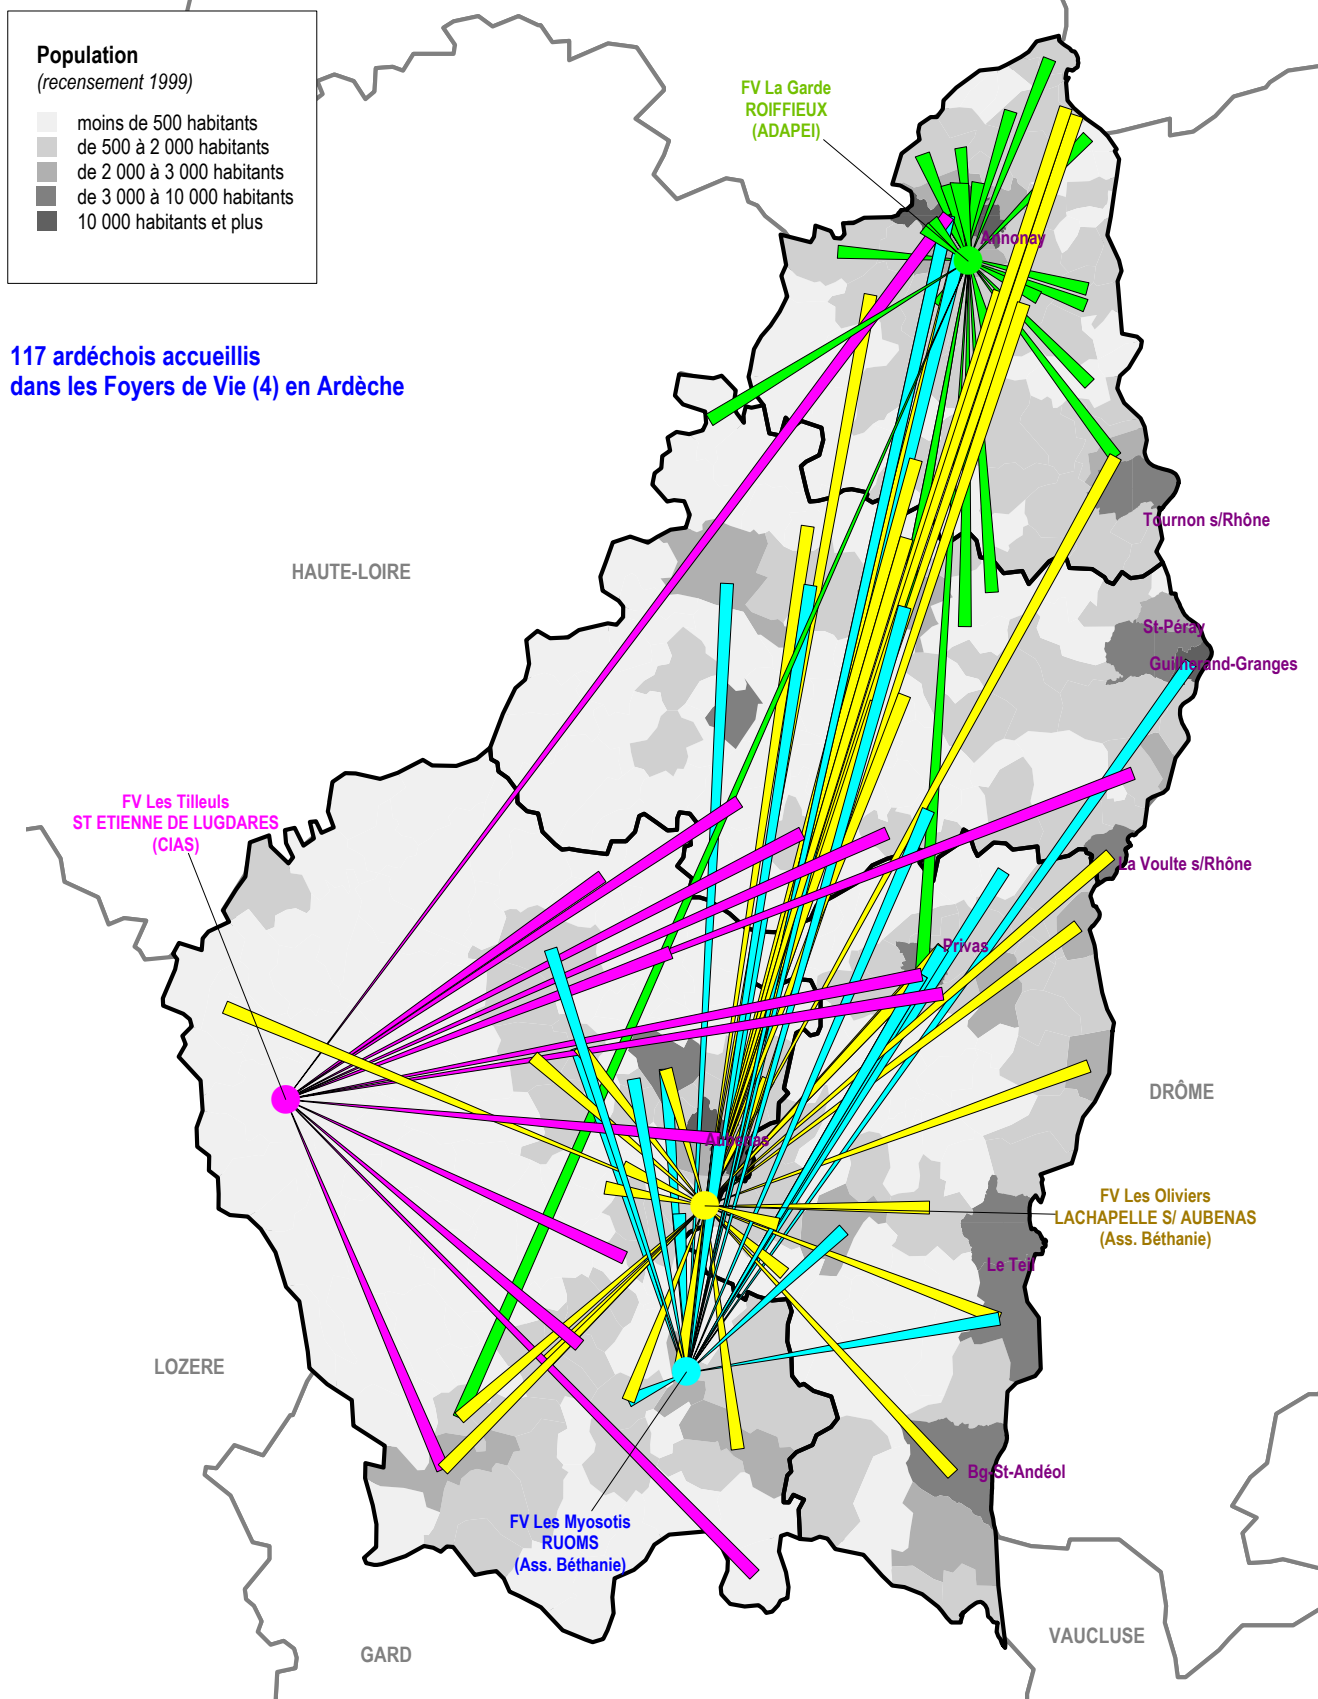 Population
(recensement 1999)
moins de 500 habitants
de 500 à 2 000 habitants
de 2 000 à 3 000 habitants
de 3 000 à 10 000 habitants
10 000 habitants et plus
FV La Garde
ROIFFIEUX
(ADAPEI)
Annonay
117 ardéchois accueillis
dans les Foyers de Vie (4) en Ardèche
Tournon s/Rhône
HAUTE-LOIRE
St-Péray
Guilherand-Granges
FV Les Tilleuls
ST ETIENNE DE LUGDARES
(CIAS)
La Voulte s/Rhône
Privas
DRÔME
Aubenas
FV Les Oliviers
LACHAPELLE S/ AUBENAS
(Ass. Béthanie)
Le Teil
LOZERE
Bg-St-Andéol
FV Les Myosotis
RUOMS
(Ass. Béthanie)
VAUCLUSE
GARD